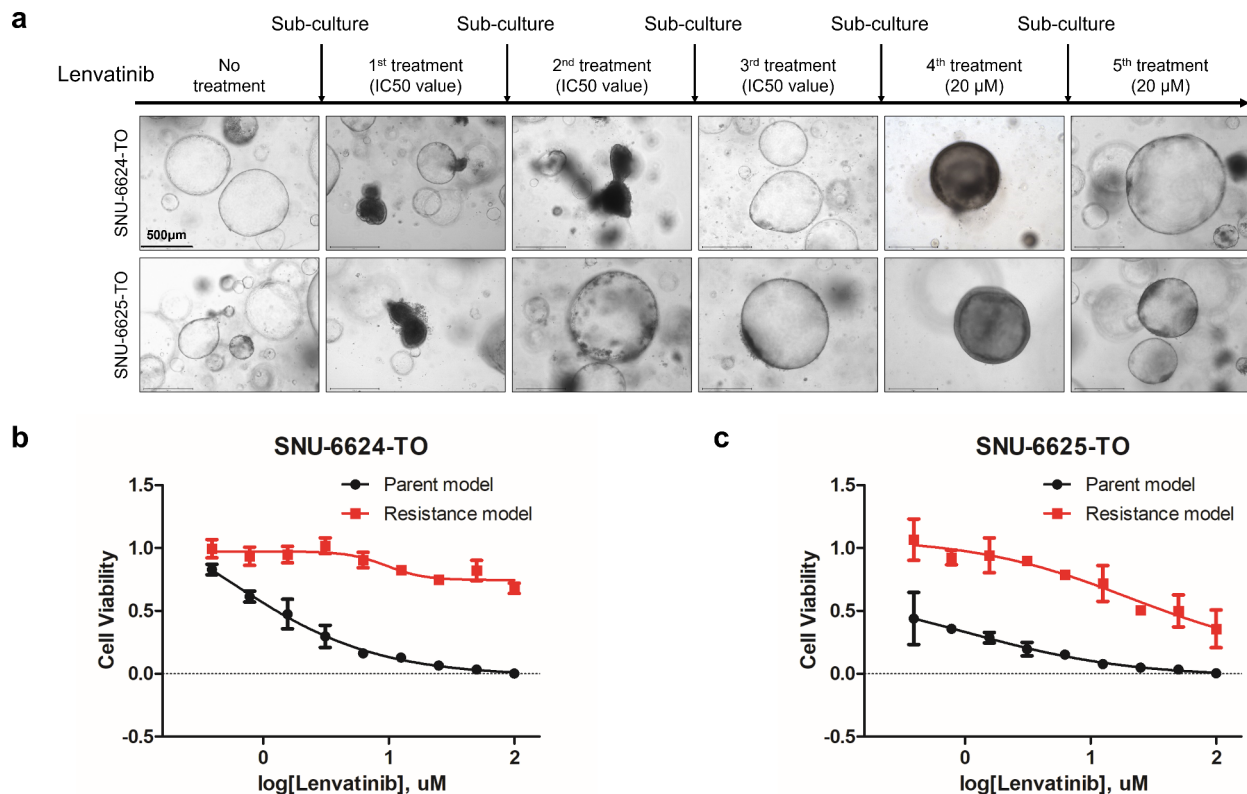 a
Sub-culture Sub-culture Sub-culture Sub-culture Sub-culture
Lenvatinib
No
treatment
1st treatment
(IC50 value)
2nd treatment
(IC50 value)
3rd treatment
(IC50 value)
4th treatment
(20 µM)
5th treatment
(20 µM)
SNU-6624-TO
500µm
SNU-6625-TO
b
SNU-6624-TO
Parent model
Resistance model
Cell Viability
1.5
1.0
0.5
0.0
-0.5
0 1 2
log[Lenvatinib], uM
c
SNU-6625-TO
Parent model
Resistance model
Cell Viability
1.5
1.0
0.5
0.0
-0.5
0 1 2
log[Lenvatinib], uM